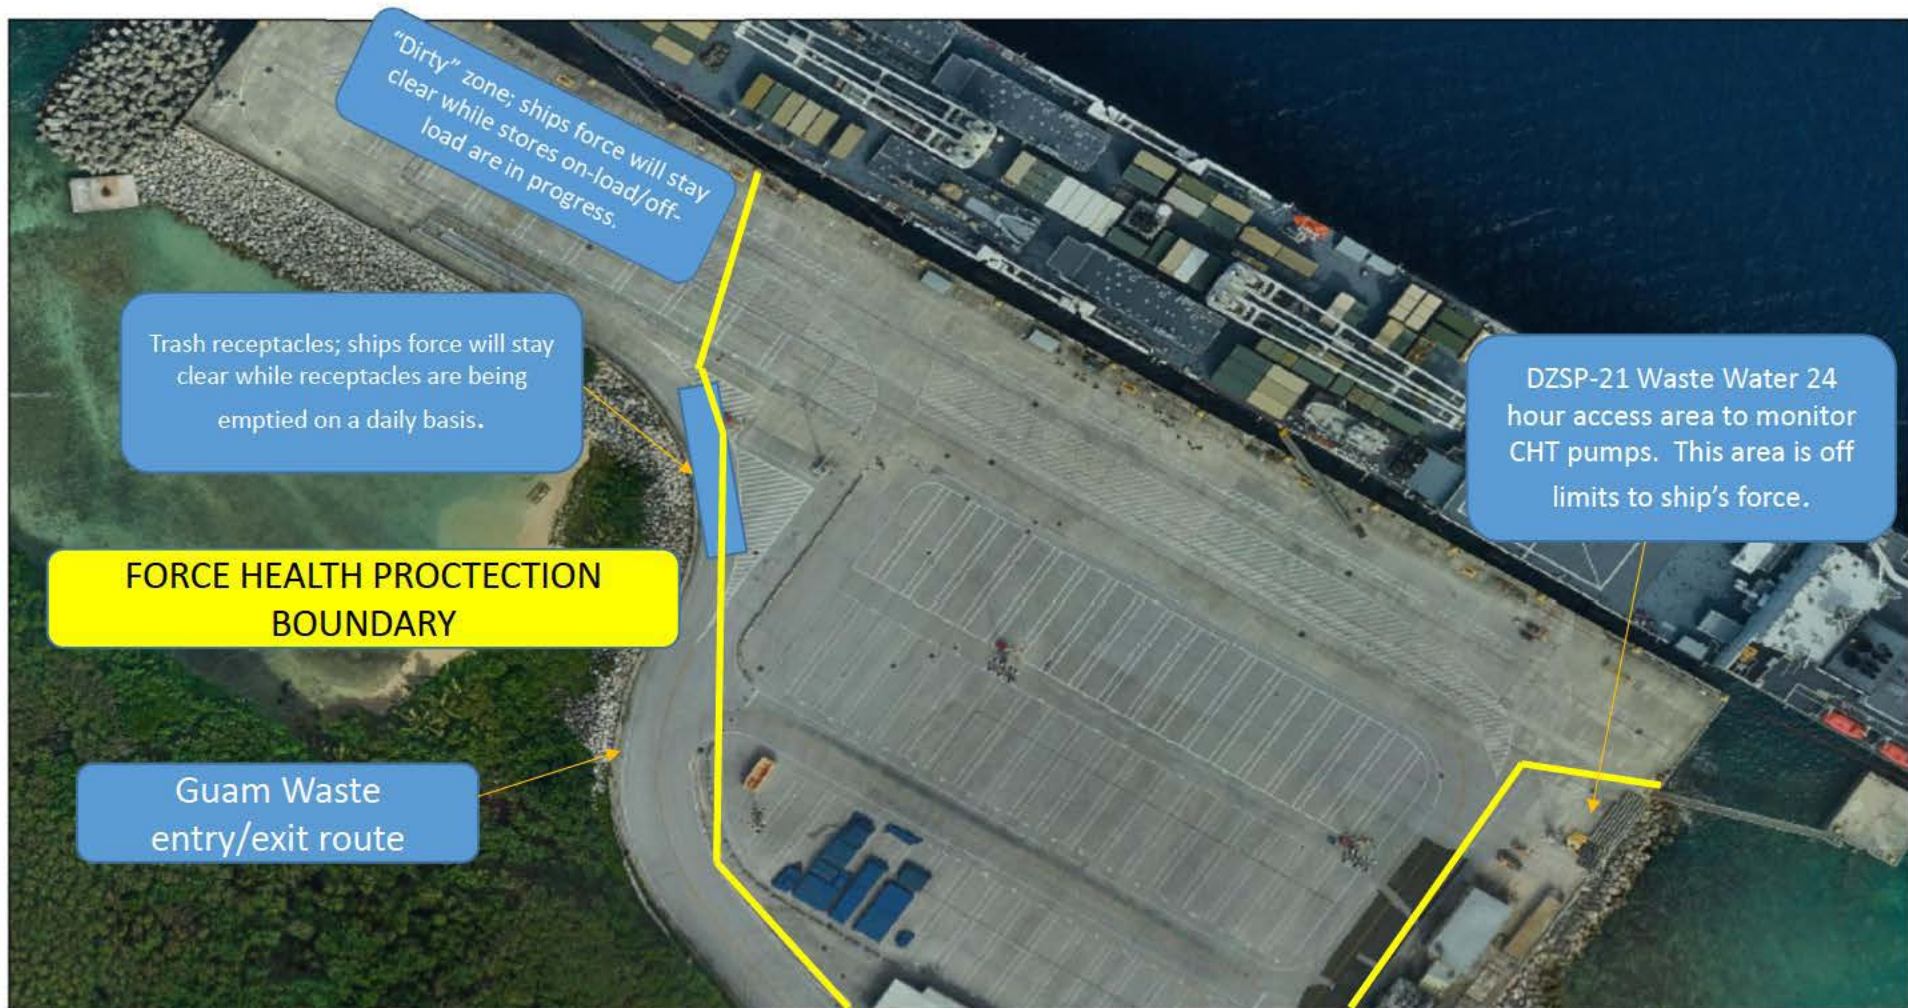 "Dirty" zone; ships force will stay
clear while stores on-load/off-
load are in progress.
Trash receptacles; ships force will stay
clear while receptacles are being
emptied on a daily basis.
DZSP-21 Waste Water 24
hour access area to monitor
CHT pumps.  This area is off
limits to ship's force.
FORCE HEALTH PROCTECTION
BOUNDARY
Guam Waste
entry/exit route